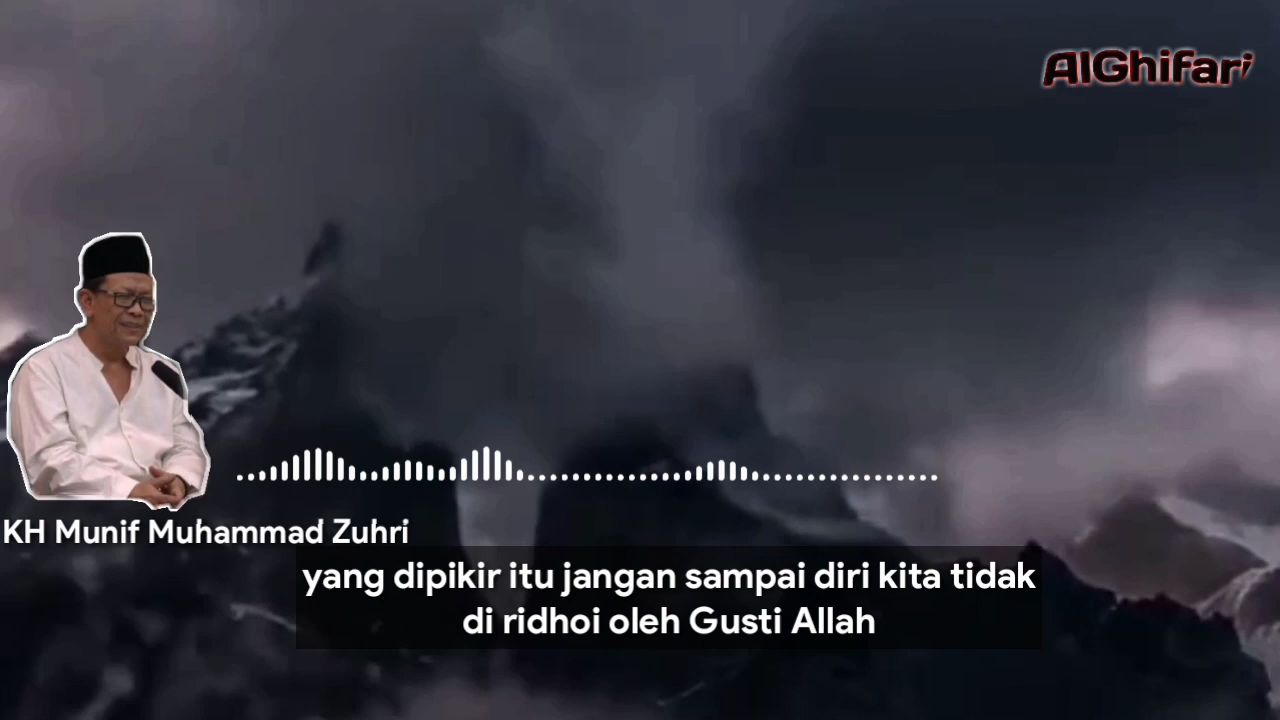 AlGhifari
KH Munif Muhammad Zuhri
yang dipikir itu jangan sampai diri kita tidak
di ridhoi oleh Gusti Allah